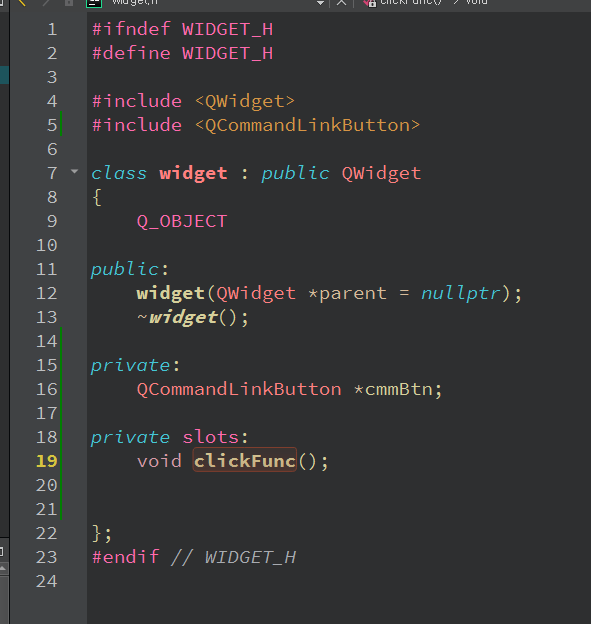 widget.h
clickFunc() -> void
1 #ifndef WIDGET_H
2 #define WIDGET_H
3
4 #include <QWidget>
5 #include <QCommandLinkButton>
6
7 class widget : public QWidget
8 {
9 Q_OBJECT
10
11 public:
12 widget(QWidget *parent = nullptr);
13 ~widget();
14
15 private:
16 QCommandLinkButton *cmmBtn;
17
18 private slots:
19 void clickFunc();
20
21
22 };
23 #endif // WIDGET_H
24